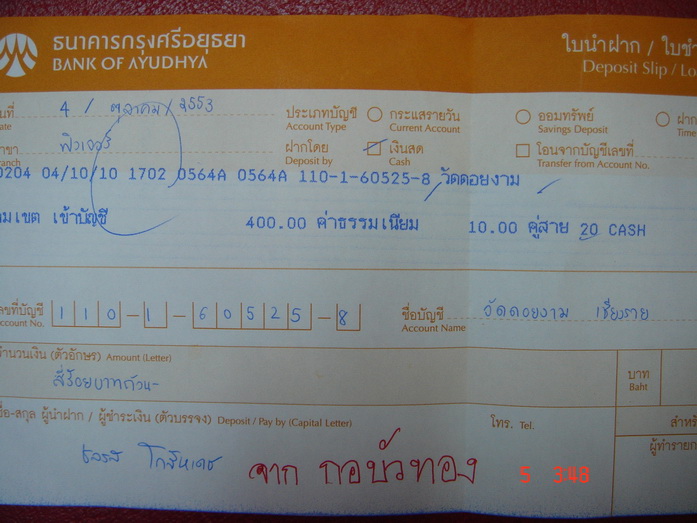 ธนาคารกรุงศรีอยุธยา
BANK OF AYUDHYA
ใบนำฝาก / ใบชำ
Deposit Slip / Lo
นที่ 4 / ตุลาคม / 2553 ประเภทบัญชี กระแสรายวัน ออมทรัพย์ ฝาก
ate Account Type Current Account Savings Deposit Time
าขา ฟิวเจอร์ ฝากโดย เงินสด โอนจากบัญชีเลขที่
ranch Deposit by Cash Transfer from Account No.
0204 04/10/10 1702 0564A 0564A 110-1-60525-8 วัดดอยงาม
ามเขต เข้าบัญชี 400.00 ค่าธรรมเนียม 10.00 คู่สาย 20 CASH
ลขที่บัญชี 110-1-60525-8 ชื่อบัญชี วัดดอยงาม เชียงราย
ccount No. Account Name
จำนวนเงิน (ตัวอักษร) Amount (Letter) บาท
Baht
สี่ร้อยบาทถ้วน-
ชื่อ-สกุล ผู้นำฝาก / ผู้ชำระเงิน (ตัวบรรจง) Deposit / Pay by (Capital Letter) โทร. Tel. สำหรั
ผู้ทำรายก
จาก กอบัวทอง 5 348